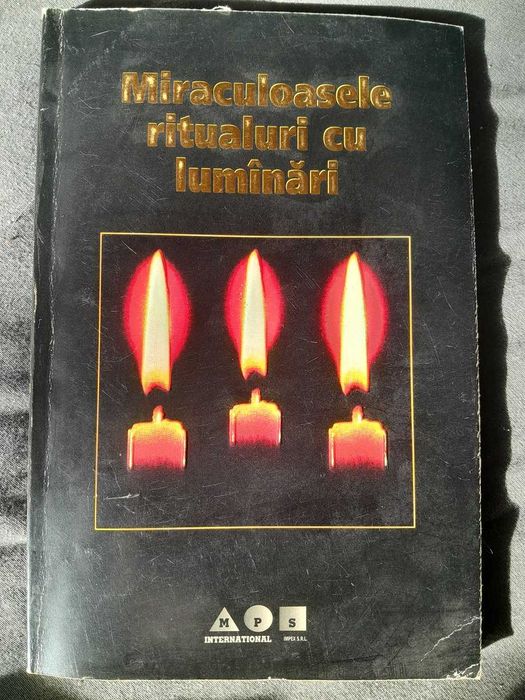 Miraculoasele
ritualuri cu
lumînări
M P S
INTERNATIONAL IMPEX S.R.L.